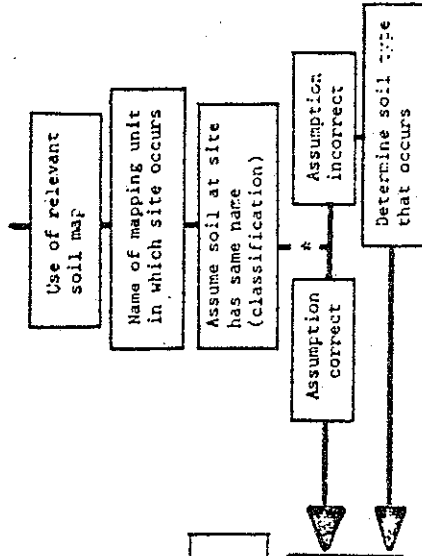 Use of relevant
soil map
Name of mapping unit
in which site occurs
Assume soil at site
has same name
(classification)
*
Assumption
correct
Assumption
incorrect
Determine soil type
that occurs